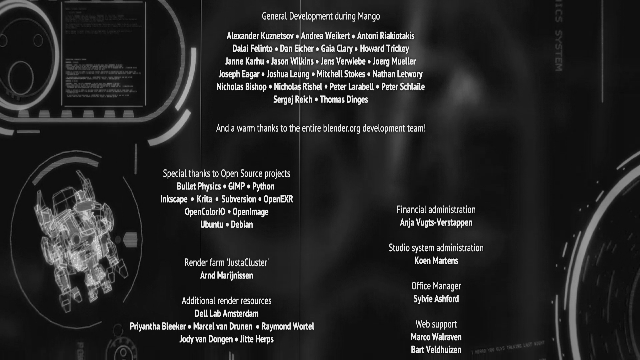 General Development during Mango
Alexander Kuznetsov • Andrea Weikert • Antoni Riakiotakis
Dalai Felinto • Dan Eicher • Gaia Clary • Howard Trickey
Janne Karhu • Jason Wilkins • Jens Verwiebe • Joerg Mueller
Joseph Eagar • Joshua Leung • Mitchell Stokes • Nathan Letwory
Nicholas Bishop • Nicholas Rishel • Peter Larabell • Peter Schlaile
Sergej Reich • Thomas Dinges
And a warm thanks to the entire blender.org development team!
Special thanks to Open Source projects
Bullet Physics • GIMP • Python
Inkscape • Krita • Subversion • OpenEXR
OpenColorIO • OpenImage
Ubuntu • Debian
Render farm 'JustaCluster'
Arnd Marijnissen
Additional render resources
Dell Lab Amsterdam
Priyantha Bleeker • Marcel van Drunen • Raymond Wortel
Jody van Dongen • Jitte Herps
Financial administration
Anja Vugts-Verstappen
Studio system administration
Koen Martens
Office Manager
Sylvie Ashford
Web support
Marco Walraven
Bart Veldhuizen